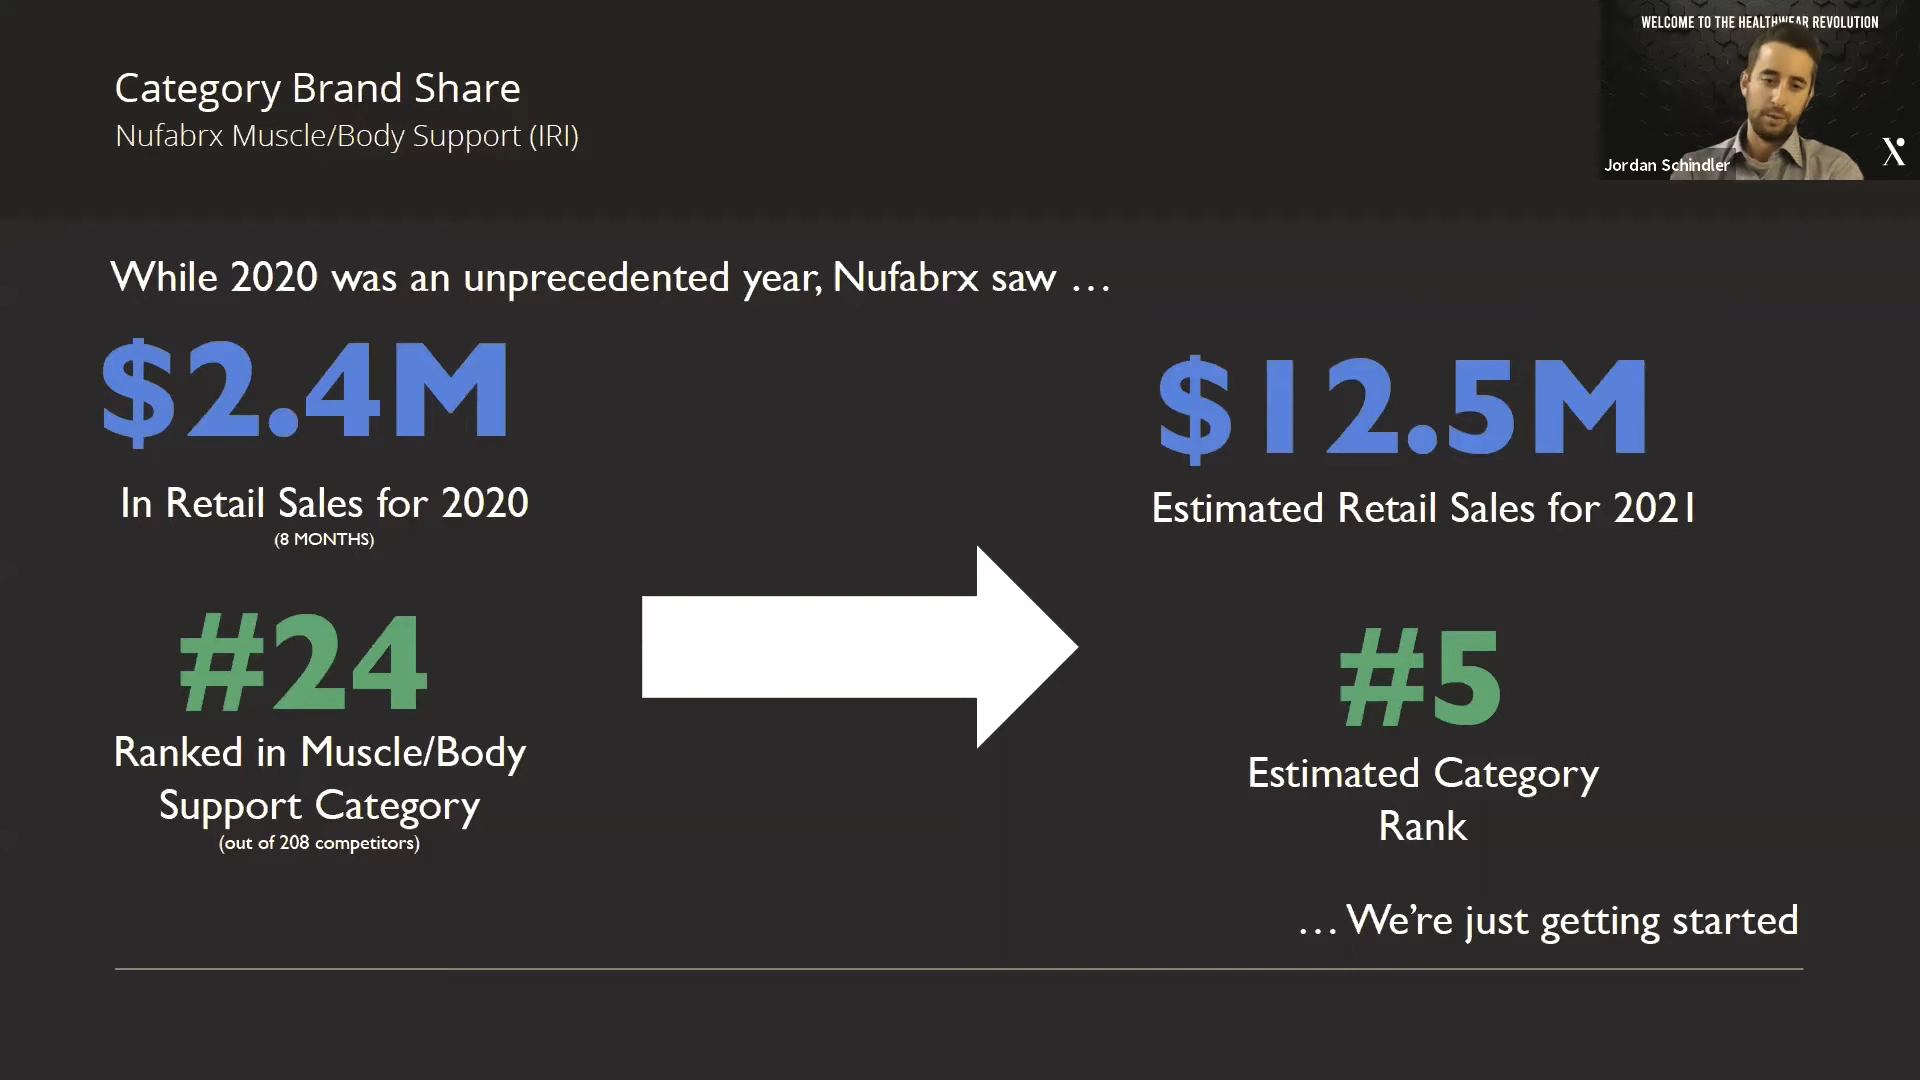 WELCOME TO THE HEALTHWEAR REVOLUTION
Category Brand Share
Nufabrx Muscle/Body Support (IRI)
Jordan Schindler
While 2020 was an unprecedented year, Nufabrx saw …
$2.4M
In Retail Sales for 2020
(8 MONTHS)
#24
Ranked in Muscle/Body
Support Category
(out of 208 competitors)
$12.5M
Estimated Retail Sales for 2021
#5
Estimated Category
Rank
… We’re just getting started